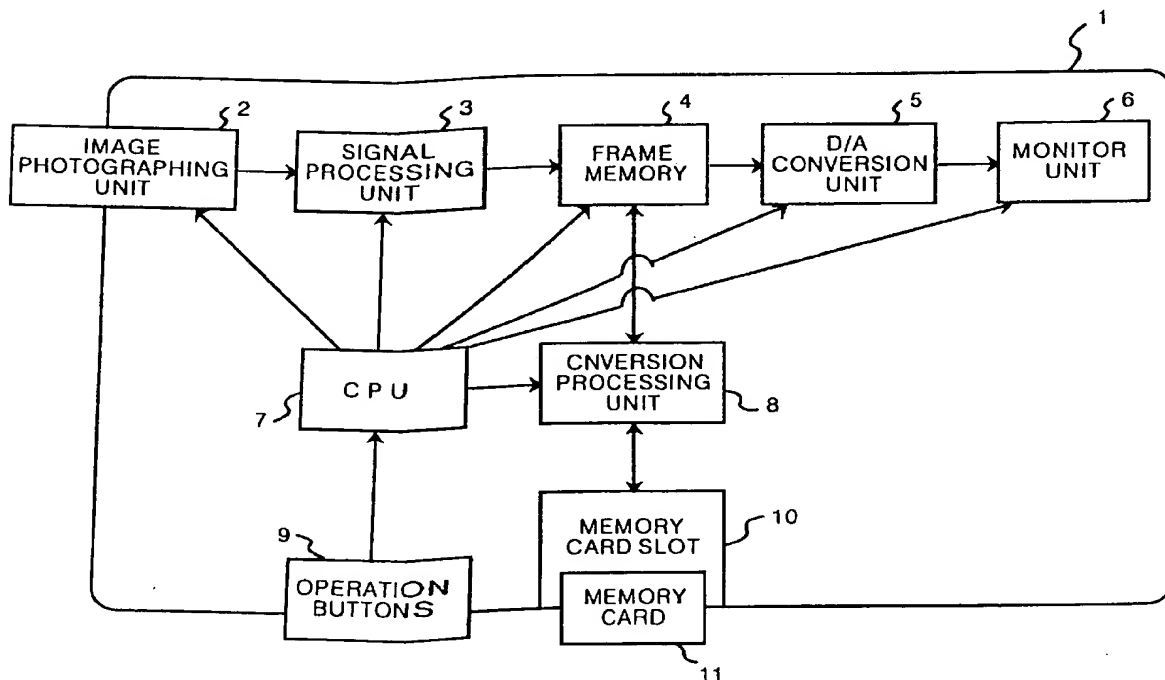 1
2
3
4
5
6
IMAGE
PHOTOGRAPHING
UNIT
SIGNAL
PROCESSING
UNIT
FRAME
MEMORY
D/A
CONVERSION
UNIT
MONITOR
UNIT
CPU
7
CNVERSION
PROCESSING
UNIT
8
9
OPERATION
BUTTONS
MEMORY
CARD SLOT
10
MEMORY
CARD
11